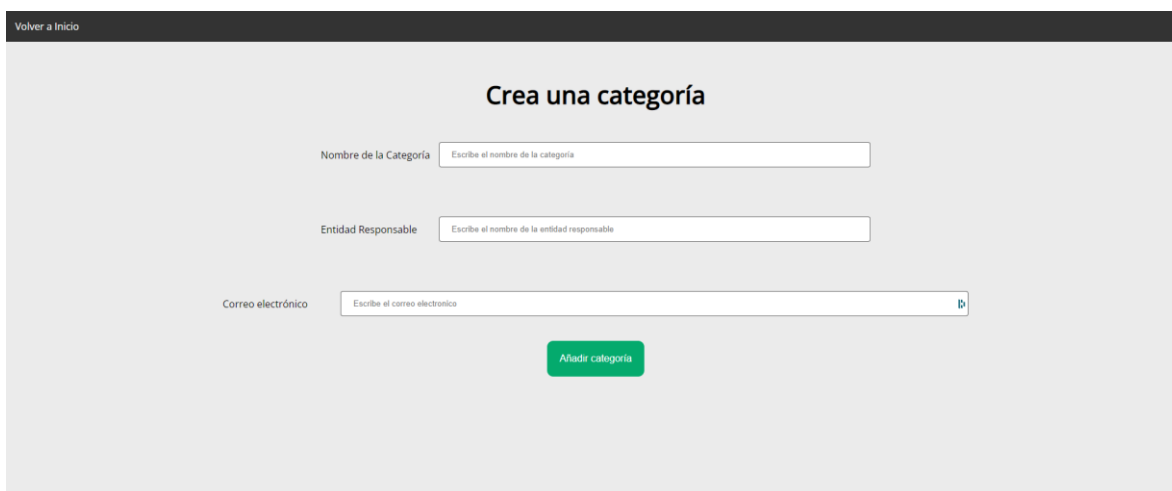 Volver a Inicio
Crea una categoría
Nombre de la Categoría Escribe el nombre de la categoría
Entidad Responsable Escribe el nombre de la entidad responsable
Correo electrónico Escribe el correo electronico
Añadir categoría